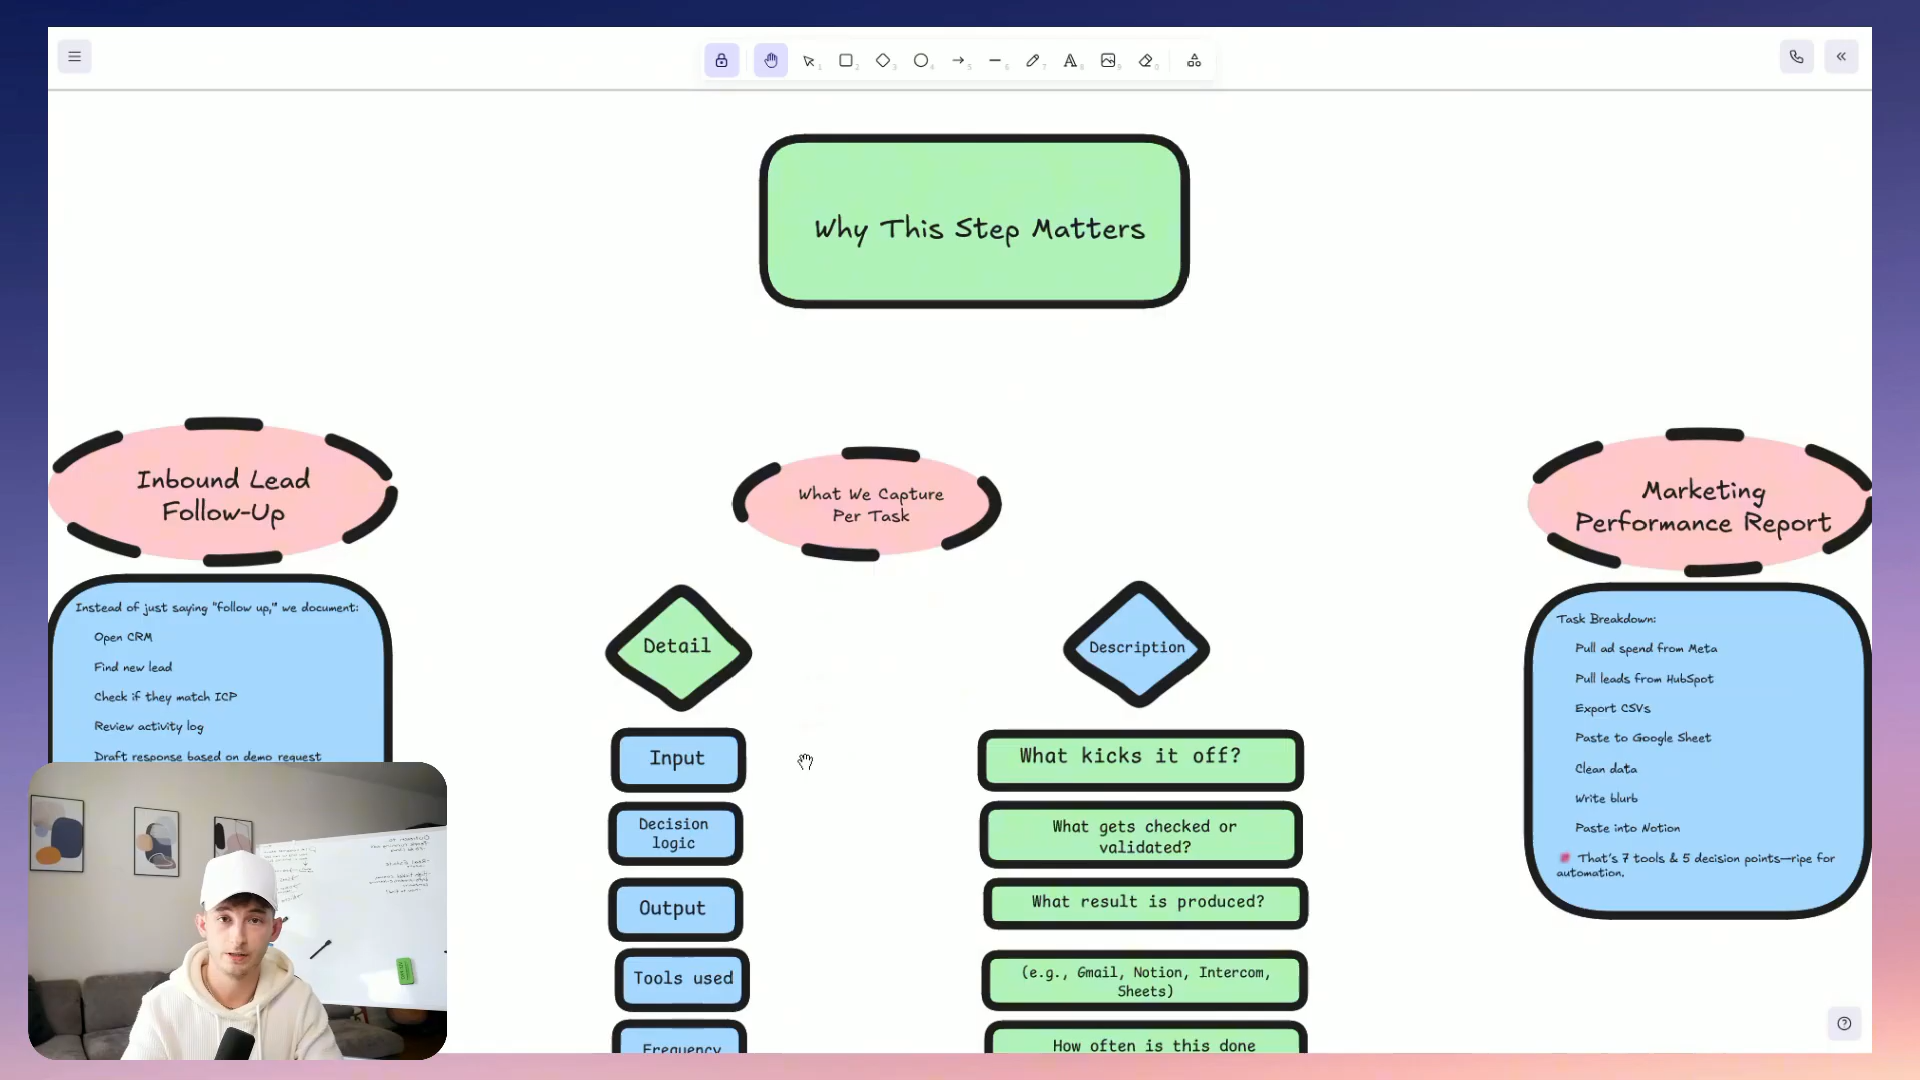 Why This Step Matters
Inbound Lead
Follow-Up
Instead of just saying "follow up," we document:
Open CRM
Find new lead
Check if they match ICP
Review activity log
Draft response based on demo request
What We Capture
Per Task
Detail
Description
Input
What kicks it off?
Decision
logic
What gets checked or
validated?
Output
What result is produced?
Tools used
(e.g., Gmail, Notion, Intercom,
Sheets)
Frequency
How often is this done
Marketing
Performance Report
Task Breakdown:
Pull ad spend from Meta
Pull leads from HubSpot
Export CSVs
Paste to Google Sheet
Clean data
Write blurb
Paste into Notion
That's 7 tools & 5 decision points—ripe for
automation.